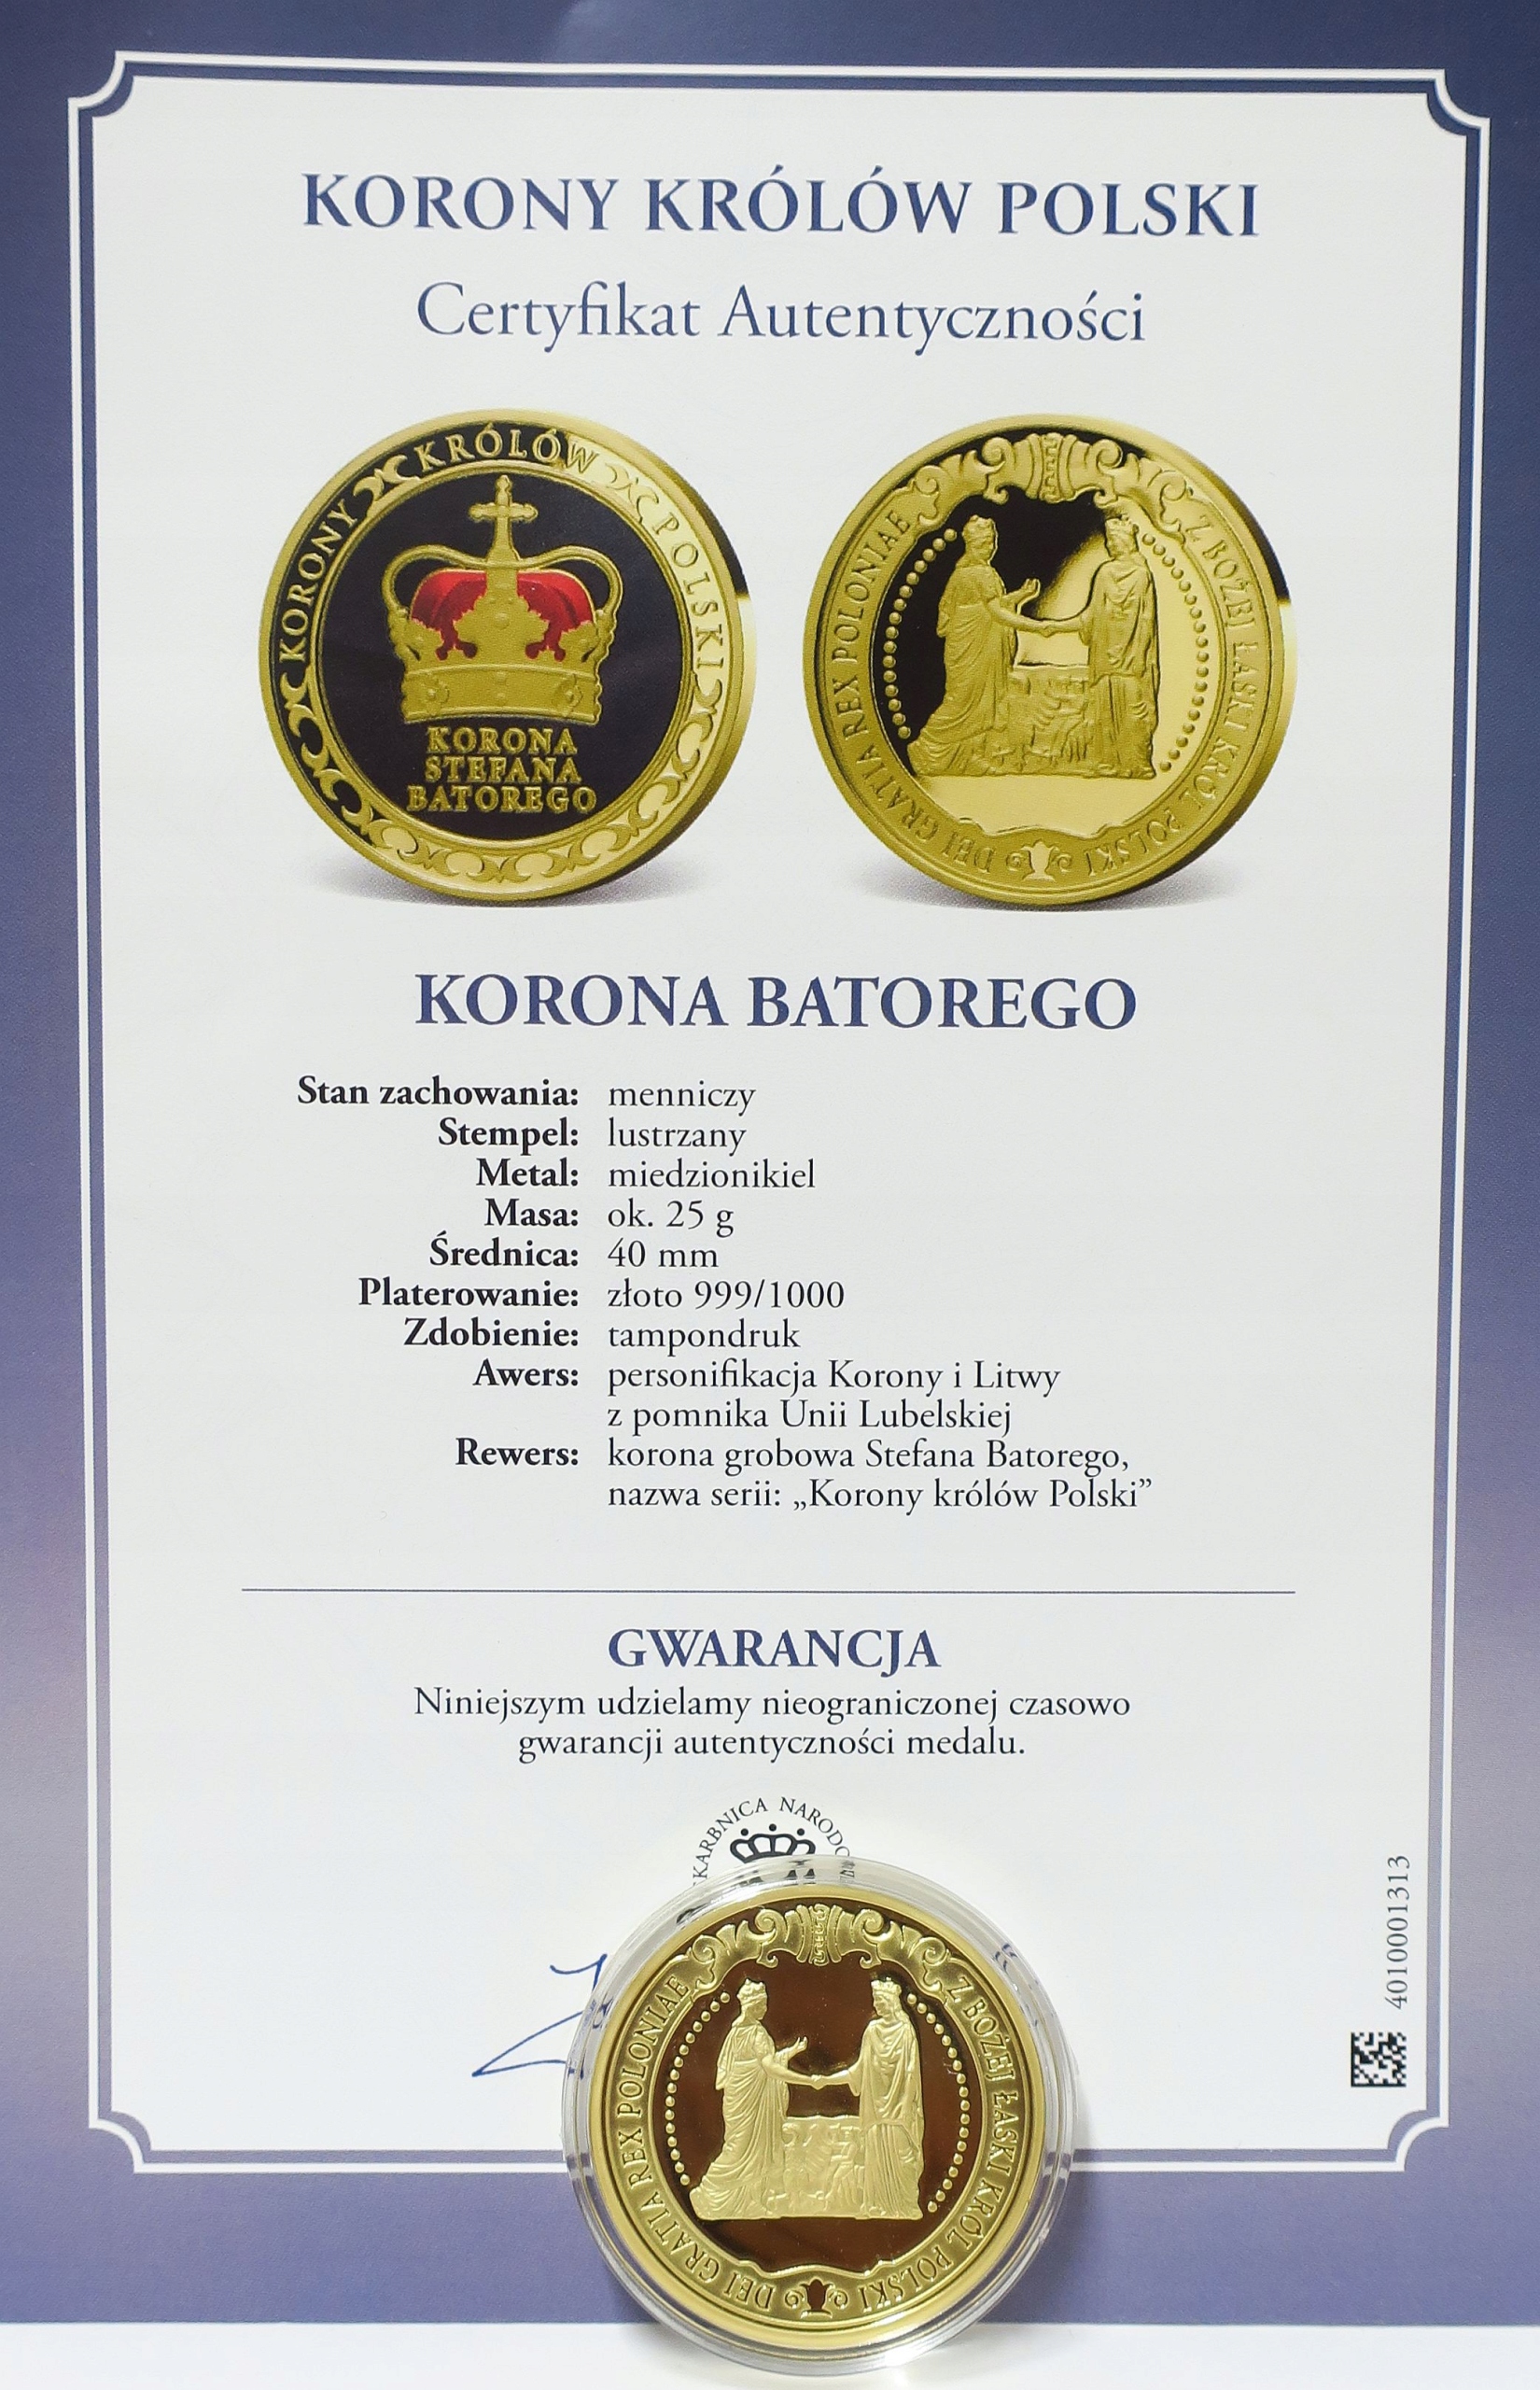 KORONY KRÓLÓW POLSKI
Certyfikat Autentyczności
KORONY KRÓLÓW POLSKI
KORONA
STEFANA
BATOREGO
DEI GRATIA REX POLONIAE
Z BOŻEJ ŁASKI KRÓL POLSKI
KORONA BATOREGO
Stan zachowania: menniczy
Stempel: lustrzany
Metal: miedzionikiel
Masa: ok. 25 g
Średnica: 40 mm
Platerowanie: złoto 999/1000
Zdobienie: tampondruk
Awers: personifikacja Korony i Litwy
z pomnika Unii Lubelskiej
Rewers: korona grobowa Stefana Batorego,
nazwa serii: „Korony królów Polski”
GWARANCJA
Niniejszym udzielamy nieograniczonej czasowo
gwarancji autentyczności medalu.
4010001313
DEI GRATIA REX POLONIAE
Z BOŻEJ ŁASKI KRÓL POLSKI